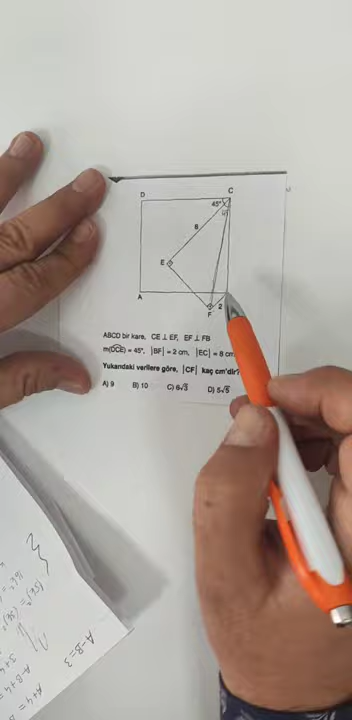 D
C
45°
8
E
A
F
2
ABCD bir kare, CE ⊥ EF, EF ⊥ FB
m(DCE) = 45°, |BF| = 2 cm, |EC| = 8 cm
Yukarıdaki verilere göre, |CF| kaç cm'dir?
A) 9 B) 10 C) 6√3 D) 5√5
A-B=3